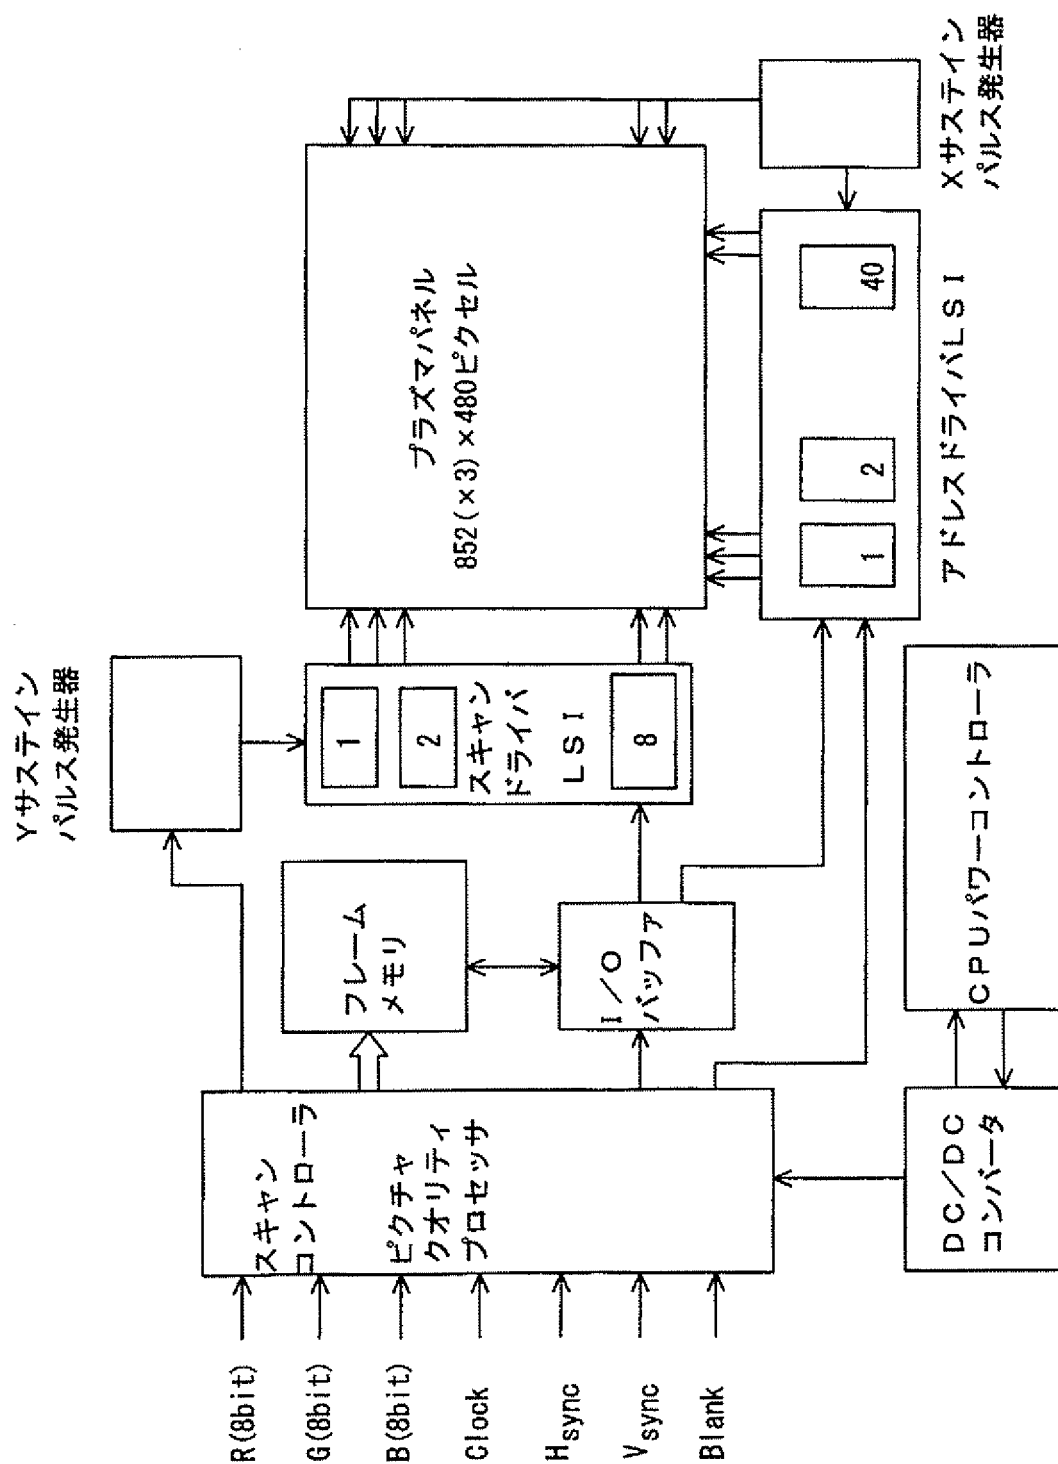 R(8bit)
G(8bit)
B(8bit)
Clock
Hsync
Vsync
Blank
スキャン
コントローラ
ピクチャ
クオリティ
プロセッサ
DC/DC
コンバータ
CPUパワーコントローラ
フレーム
メモリ
I/O
バッファ
Yサステイン
パルス発生器
1
2
スキャン
ドライバ
LSI
8
プラズマパネル
852(×3)×480ピクセル
1
2
40
アドレスドライバLSI
Xサステイン
パルス発生器